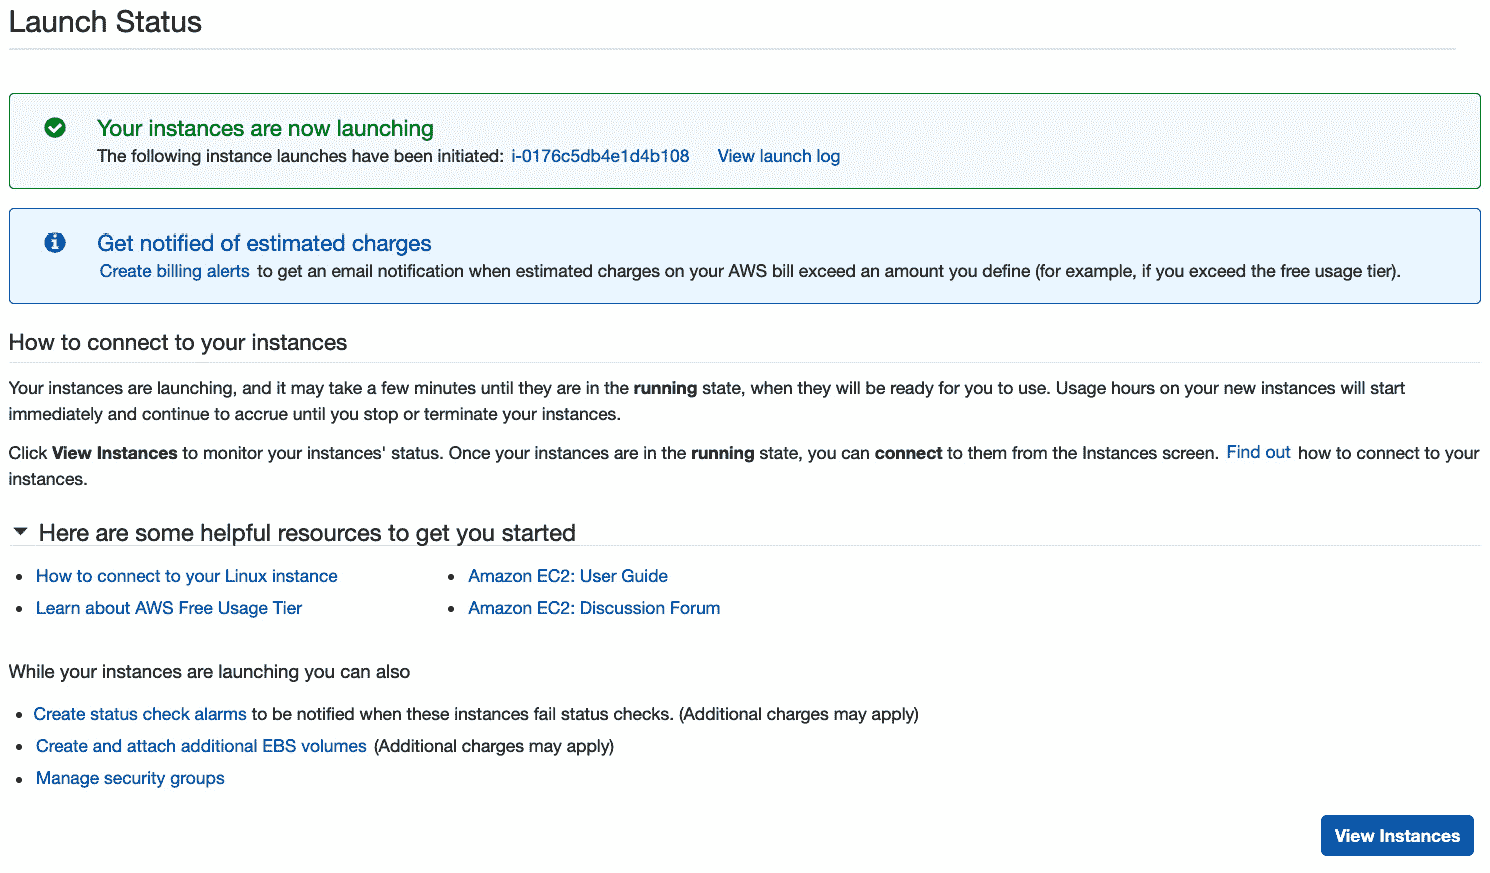 Launch Status
Your instances are now launching
The following instance launches have been initiated: i-0176c5db4e1d4b108 View launch log
Get notified of estimated charges
Create billing alerts to get an email notification when estimated charges on your AWS bill exceed an amount you define (for example, if you exceed the free usage tier).
How to connect to your instances
Your instances are launching, and it may take a few minutes until they are in the running state, when they will be ready for you to use. Usage hours on your new instances will start
immediately and continue to accrue until you stop or terminate your instances.
Click View Instances to monitor your instances' status. Once your instances are in the running state, you can connect to them from the Instances screen. Find out how to connect to your
instances.
Here are some helpful resources to get you started
• How to connect to your Linux instance
• Learn about AWS Free Usage Tier
• Amazon EC2: User Guide
• Amazon EC2: Discussion Forum
While your instances are launching you can also
• Create status check alarms to be notified when these instances fail status checks. (Additional charges may apply)
• Create and attach additional EBS volumes (Additional charges may apply)
• Manage security groups
View Instances